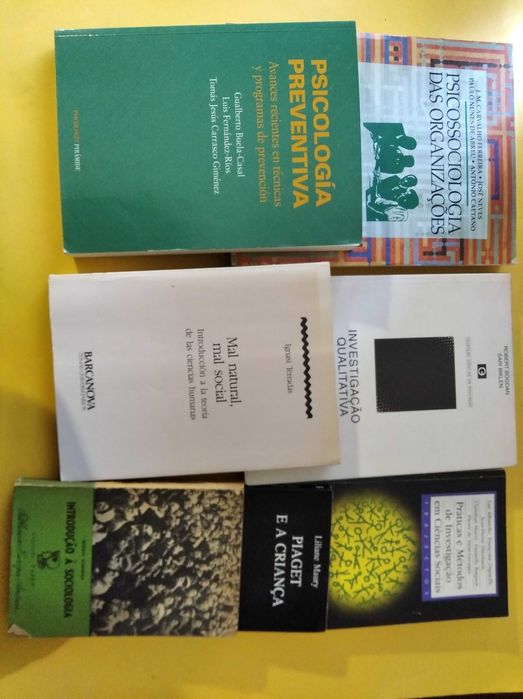 PSICOLOGÍA
PREVENTIVA
Avances recientes en técnicas
y programas de prevención
Gualberto Buela-Casal
Luis Fernández-Ríos
Tomás Jesús Carrasco Giménez
PSICOLOGÍA PIRÁMIDE
J.M. CARVALHO FERREIRA • JOSÉ NEVES
PAULO NUNES DE ABREU • ANTÓNIO CAETANO
PSICOSSOCIOLOGIA
DAS ORGANIZAÇÕES
Ignasi Terradas
Mal natural,
mal social
Introducción a la teoría
de las ciencias humanas
BARCANOVA
ROBERT BOGDAN
SARI BIKLEN
INVESTIGAÇÃO
QUALITATIVA
INTRODUÇÃO À SOCIOLOGIA
Liliane Maury
PIAGET
E A CRIANÇA
Práticas e Métodos
de Investigação
em Ciências Sociais
TRAJECTOS